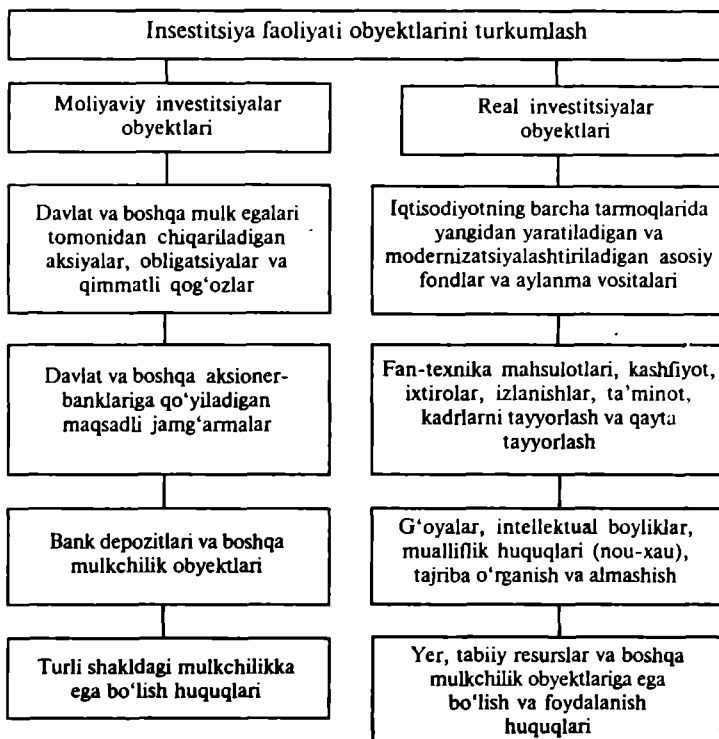 Insestitsiya faoliyati obyektlarini turkumlash
Moliyaviy investitsiyalar
obyektlari
Real investitsiyalar
obyektlari
Davlat va boshqa mulk egalari
tomonidan chiqariladigan
aksiyalar, obligatsiyalar va
qimmatli qog‘ozlar
Iqtisodiyotning barcha tarmoqlarida
yangidan yaratiladigan va
modernizatsiyalashtiriladigan asosiy
fondlar va aylanma vositalari
Davlat va boshqa aksioner-
banklariga qo‘yiladigan
maqsadli jamg‘armalar
Fan-texnika mahsulotlari, kashfiyot,
ixtirolar, izlanishlar, ta’minot,
kadrlarni tayyorlash va qayta
tayyorlash
Bank depozitlari va boshqa
mulkchilik obyektlari
G‘oyalar, intellektual boyliklar,
mualliflik huquqlari (nou-xau),
tajriba o‘rganish va almashish
Turli shakldagi mulkchilikka
ega bo‘lish huquqlari
Yer, tabiiy resurslar va boshqa
mulkchilik obyektlariga ega
bo‘lish va foydalanish
huquqlari